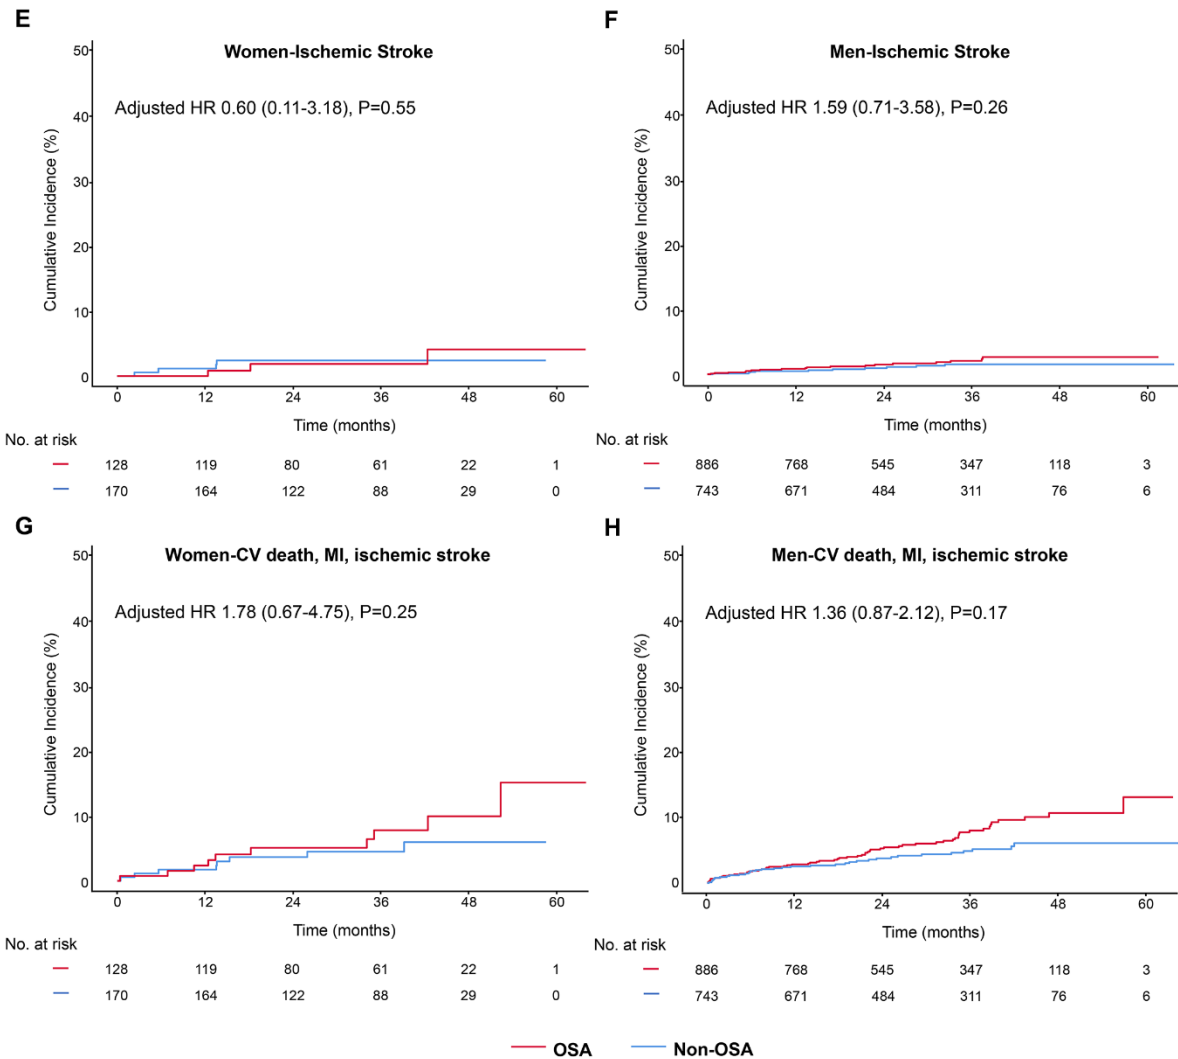 E
Women-Ischemic Stroke
Adjusted HR 0.60 (0.11-3.18), P=0.55
Cumulative Incidence (%)
50
40
30
20
10
0
0 12 24 36 48 60
Time (months)
No. at risk
128 119 80 61 22 1
170 164 122 88 29 0
F
Men-Ischemic Stroke
Adjusted HR 1.59 (0.71-3.58), P=0.26
Cumulative Incidence (%)
50
40
30
20
10
0
0 12 24 36 48 60
Time (months)
No. at risk
886 768 545 347 118 3
743 671 484 311 76 6
G
Women-CV death, MI, ischemic stroke
Adjusted HR 1.78 (0.67-4.75), P=0.25
Cumulative Incidence (%)
50
40
30
20
10
0
0 12 24 36 48 60
Time (months)
No. at risk
128 119 80 61 22 1
170 164 122 88 29 0
H
Men-CV death, MI, ischemic stroke
Adjusted HR 1.36 (0.87-2.12), P=0.17
Cumulative Incidence (%)
50
40
30
20
10
0
0 12 24 36 48 60
Time (months)
No. at risk
886 768 545 347 118 3
743 671 484 311 76 6
OSA Non-OSA